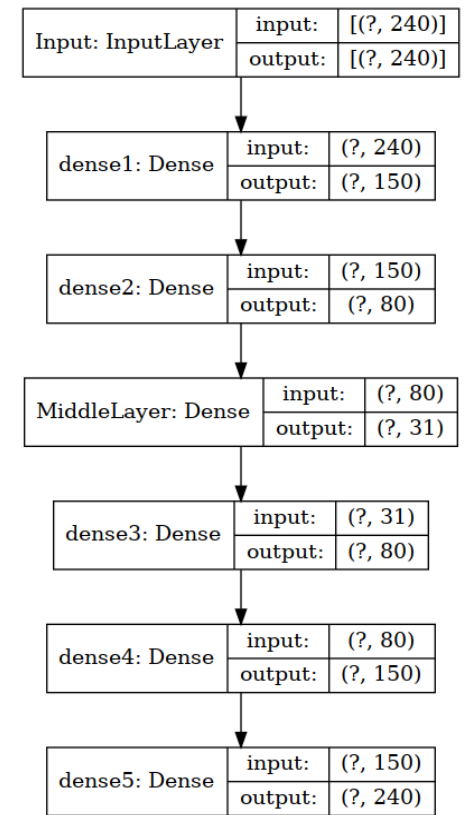 Input: InputLayer
input: [(?, 240)]
output: [(?, 240)]
dense1: Dense
input: (?, 240)
output: (?, 150)
dense2: Dense
input: (?, 150)
output: (?, 80)
MiddleLayer: Dense
input: (?, 80)
output: (?, 31)
dense3: Dense
input: (?, 31)
output: (?, 80)
dense4: Dense
input: (?, 80)
output: (?, 150)
dense5: Dense
input: (?, 150)
output: (?, 240)